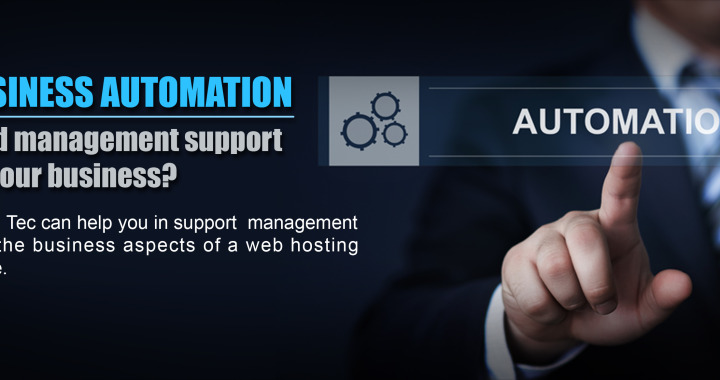 SINESS AUTOMATION
d management support
our business?
Tec can help you in support management
the business aspects of a web hosting
e.
AUTOMATIO